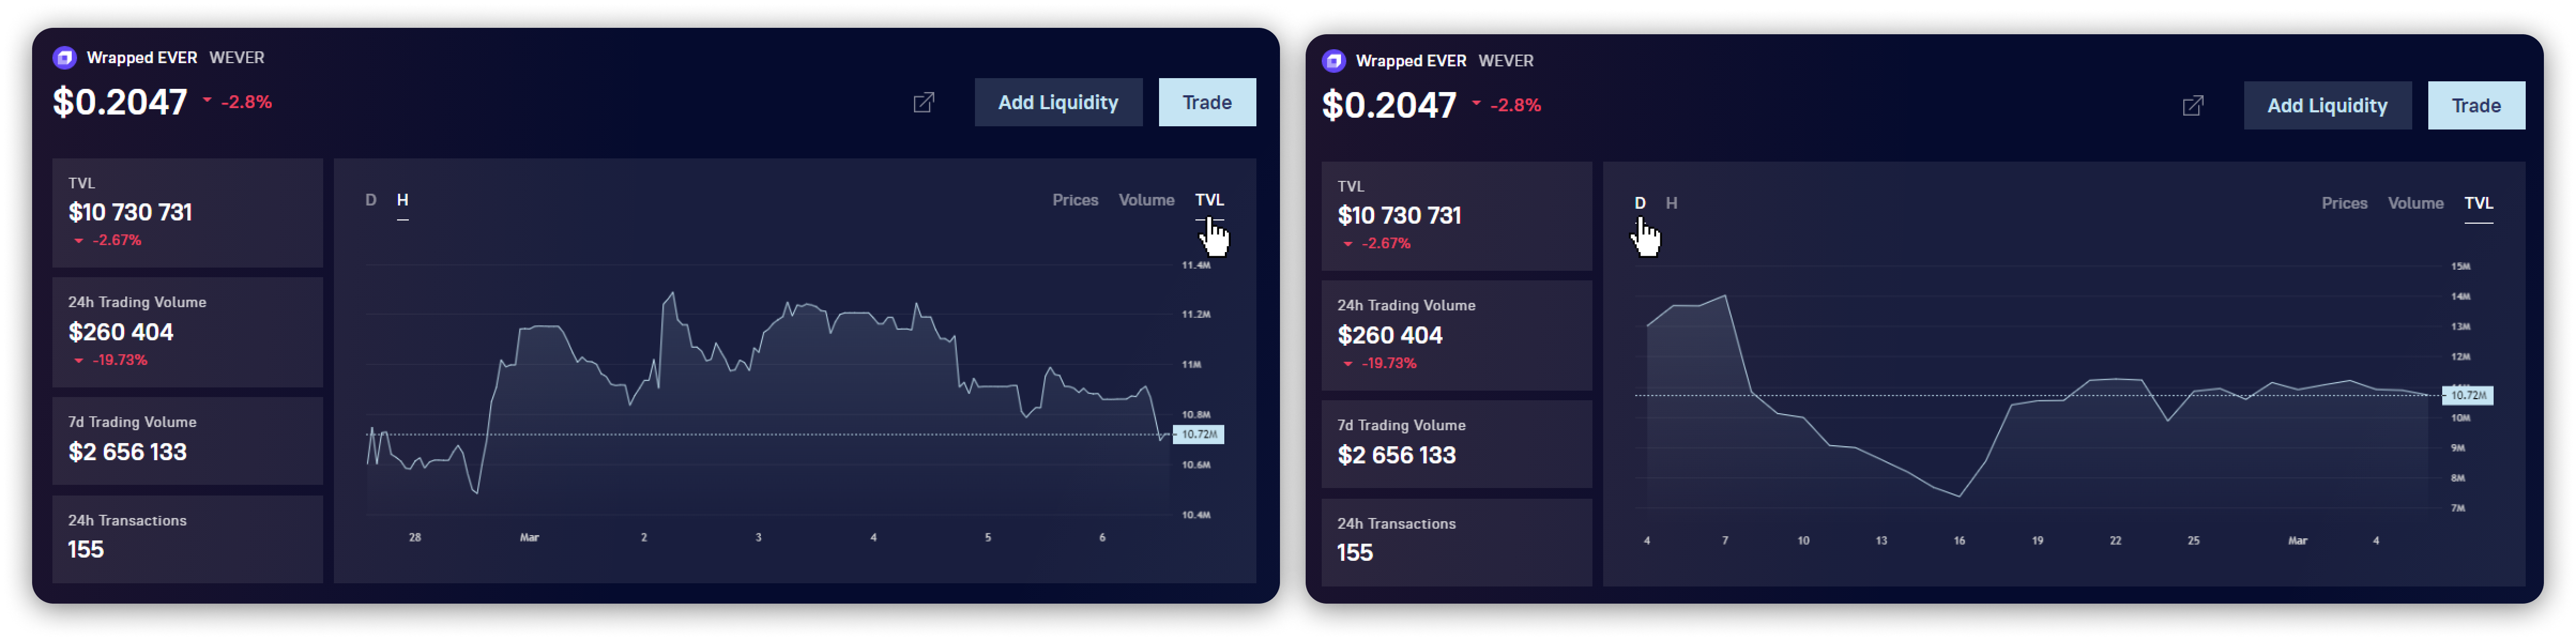 Wrapped EVER WEVER
$0.2047 -2.8%
Add Liquidity
Trade
TVL
$10 730 731
-2.67%
24h Trading Volume
$260 404
-19.73%
7d Trading Volume
$2 656 133
24h Transactions
155
D H
Prices Volume TVL
11.4M
11.2M
11M
10.8M
10.72M
10.6M
10.4M
28 Mar 2 3 4 5 6
Wrapped EVER WEVER
$0.2047 -2.8%
Add Liquidity
Trade
TVL
$10 730 731
-2.67%
24h Trading Volume
$260 404
-19.73%
7d Trading Volume
$2 656 133
24h Transactions
155
D H
Prices Volume TVL
15M
14M
13M
12M
10.72M
10M
9M
8M
7M
4 7 10 13 16 19 22 25 Mar 4